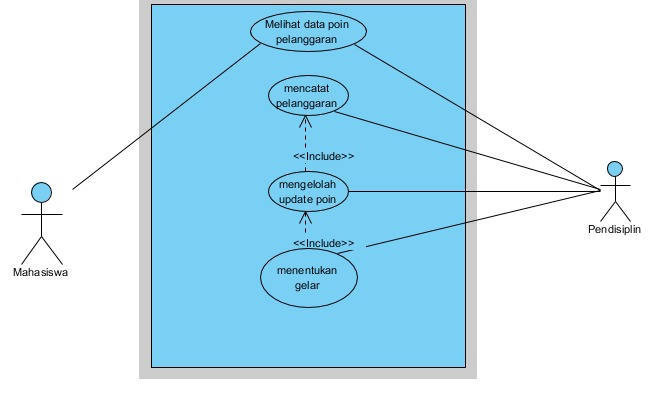 Melihat data poin
pelanggaran
mencatat
pelanggaran
<<Include>>
mengelolah
update poin
<<Include>>
menentukan
gelar
Mahasiswa
Pendisiplin